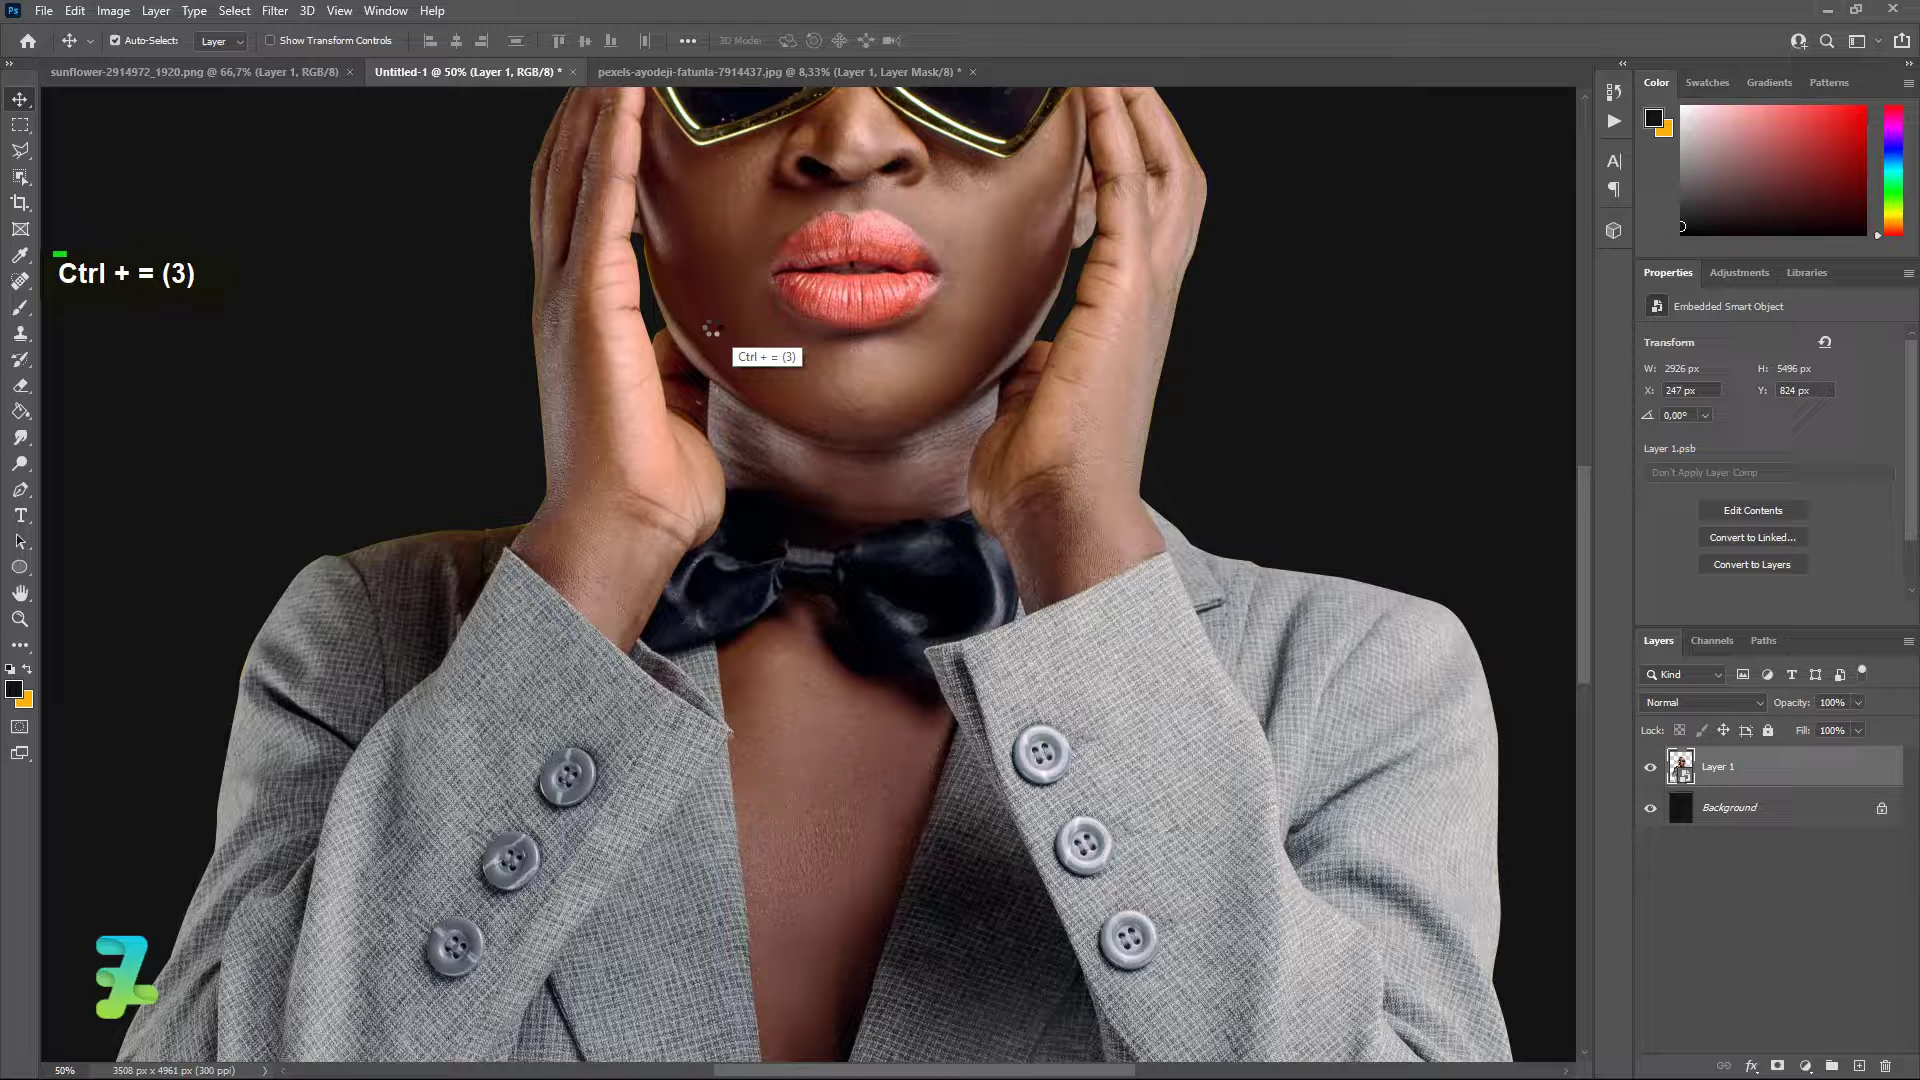 Ps File Edit Image Layer Type Select Filter 3D View Window Help
Auto-Select: Layer Show Transform Controls 3D Mode:
sunflower-2914972_1920.png @ 66,7% (Layer 1, RGB/8) × Untitled-1 @ 50% (Layer 1, RGB/8) * × pexels-ayodeji-fatunla-7914437.jpg @ 8,33% (Layer 1, Layer Mask/8) * ×
Color Swatches Gradients Patterns
Ctrl + = (3)
Ctrl + = (3)
Properties Adjustments Libraries
Embedded Smart Object
Transform
W: 2926 px H: 5496 px
X: 247 px Y: 824 px
0,00°
Layer 1.psb
Don't Apply Layer Comp
Edit Contents
Convert to Linked...
Convert to Layers
Layers Channels Paths
Kind
Normal Opacity: 100%
Lock: Fill: 100%
Layer 1
Background
50% 3508 px x 4961 px (300 ppi)